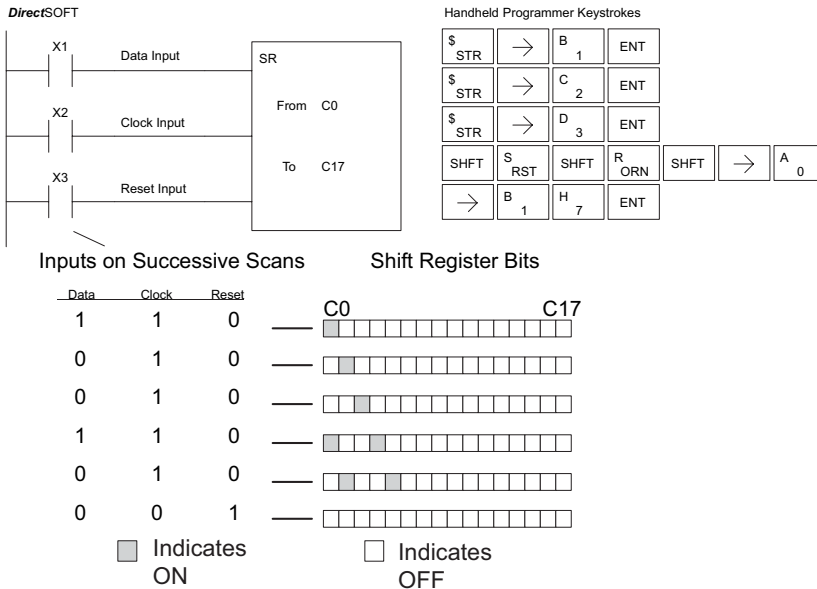 DirectSOFT
X1
Data Input
X2
Clock Input
X3
Reset Input
SR
From C0
To C17
Handheld Programmer Keystrokes
$ STR → B 1 ENT
$ STR → C 2 ENT
$ STR → D 3 ENT
SHFT S RST SHFT R ORN SHFT → A 0
→ B 1 H 7 ENT
Inputs on Successive Scans
Shift Register Bits
Data Clock Reset
C0 C17
1 1 0
0 1 0
0 1 0
1 1 0
0 1 0
0 0 1
Indicates
ON
Indicates
OFF